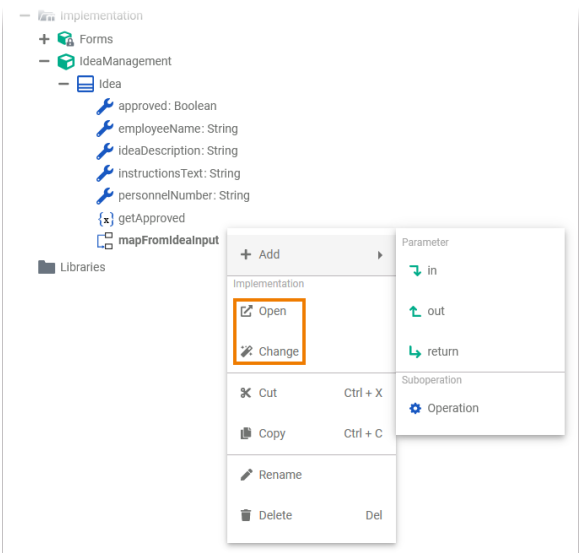 Implementation
Forms
IdeaManagement
Idea
approved: Boolean
employeeName: String
ideaDescription: String
instructionsText: String
personnelNumber: String
{x} getApproved
mapFromIdeaInput
Libraries
Add
Implementation
Open
Change
Cut Ctrl + X
Copy Ctrl + C
Rename
Delete Del
Parameter
in
out
return
Suboperation
Operation